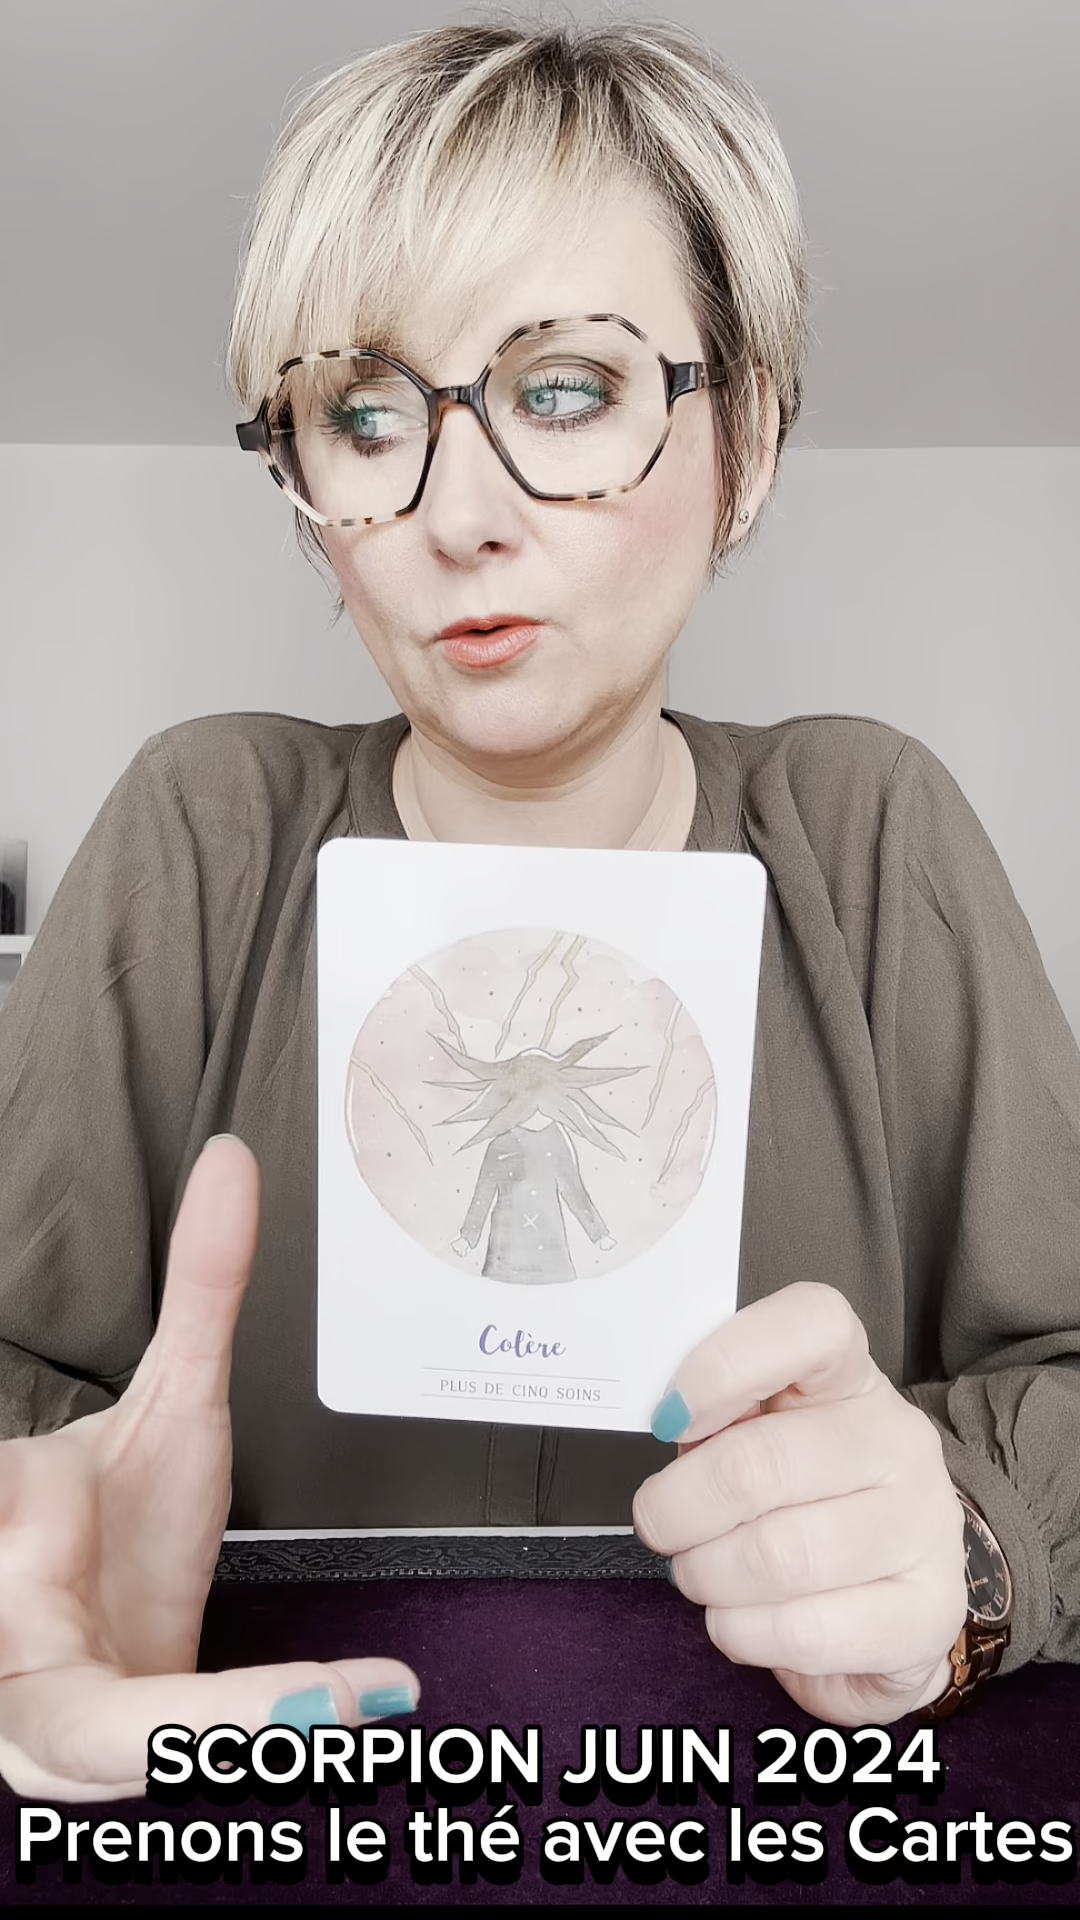 Colère
PLUS DE CINQ SOINS
SCORPION JUIN 2024
Prenons le thé avec les Cartes